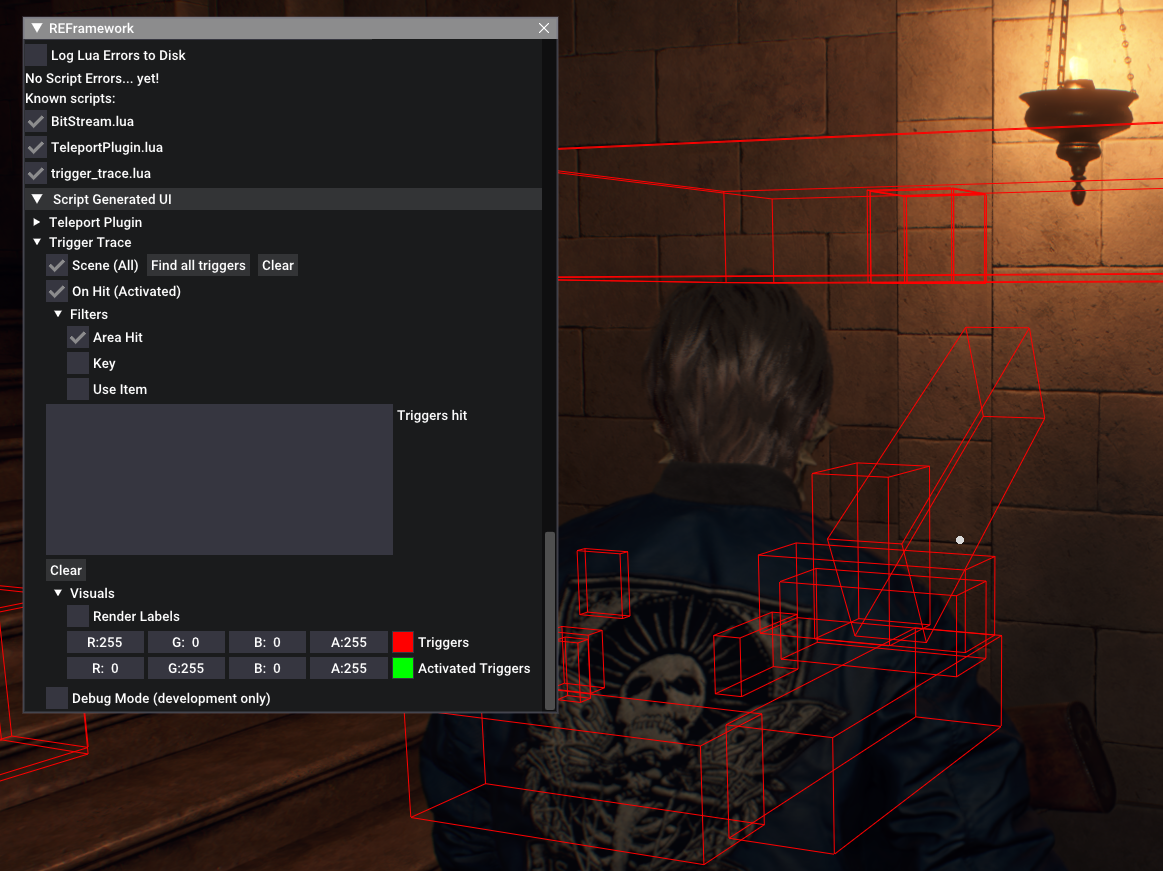 REFramework
Log Lua Errors to Disk
No Script Errors... yet!
Known scripts:
BitStream.lua
TeleportPlugin.lua
trigger_trace.lua
Script Generated UI
Teleport Plugin
Trigger Trace
Scene (All) Find all triggers Clear
On Hit (Activated)
Filters
Area Hit
Key
Use Item
Triggers hit
Clear
Visuals
Render Labels
R:255 G: 0 B: 0 A:255 Triggers
R: 0 G:255 B: 0 A:255 Activated Triggers
Debug Mode (development only)